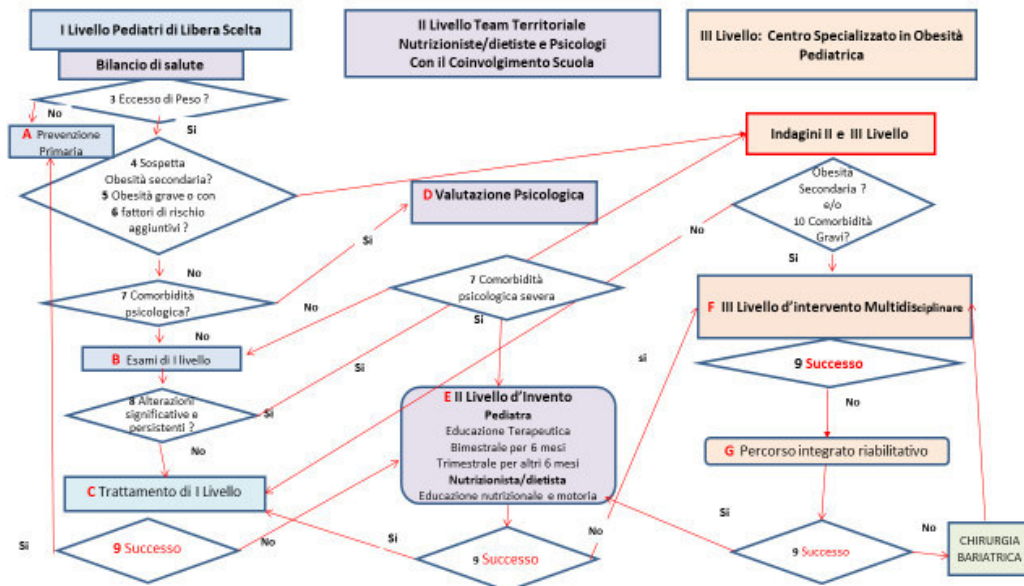 I Livello Pediatri di Libera Scelta
Bilancio di salute
3 Eccesso di Peso ?
No
Si
A Prevenzione
Primaria
4 Sospetta
Obesità secondaria?
5 Obesità grave o con
6 fattori di rischio
aggiuntivi ?
Si
No
7 Comorbidità
psicologica?
No
B Esami di I livello
8 Alterazioni
significative e
persistenti ?
Si
No
C Trattamento di I Livello
Si
9 Successo
No
II Livello Team Territoriale
Nutrizioniste/dietiste e Psicologi
Con il Coinvolgimento Scuola
D Valutazione Psicologica
Si
7 Comorbidità
psicologica severa
No
Si
Si
E II Livello d'Invento
Pediatra
Educazione Terapeutica
Bimestrale per 6 mesi
Trimestrale per altri 6 mesi
Nutrizionista/dietista
Educazione nutrizionale e motoria
Si
9 Successo
No
sì
III Livello: Centro Specializzato in Obesità
Pediatrica
Indagini II e III Livello
Obesità
Secondaria ?
e/o
10 Comorbidità
Gravi?
No
Si
F III Livello d'intervento Multidisciplinare
9 Successo
No
G Percorso integrato riabilitativo
Si
9 Successo
No
CHIRURGIA
BARIATRICA